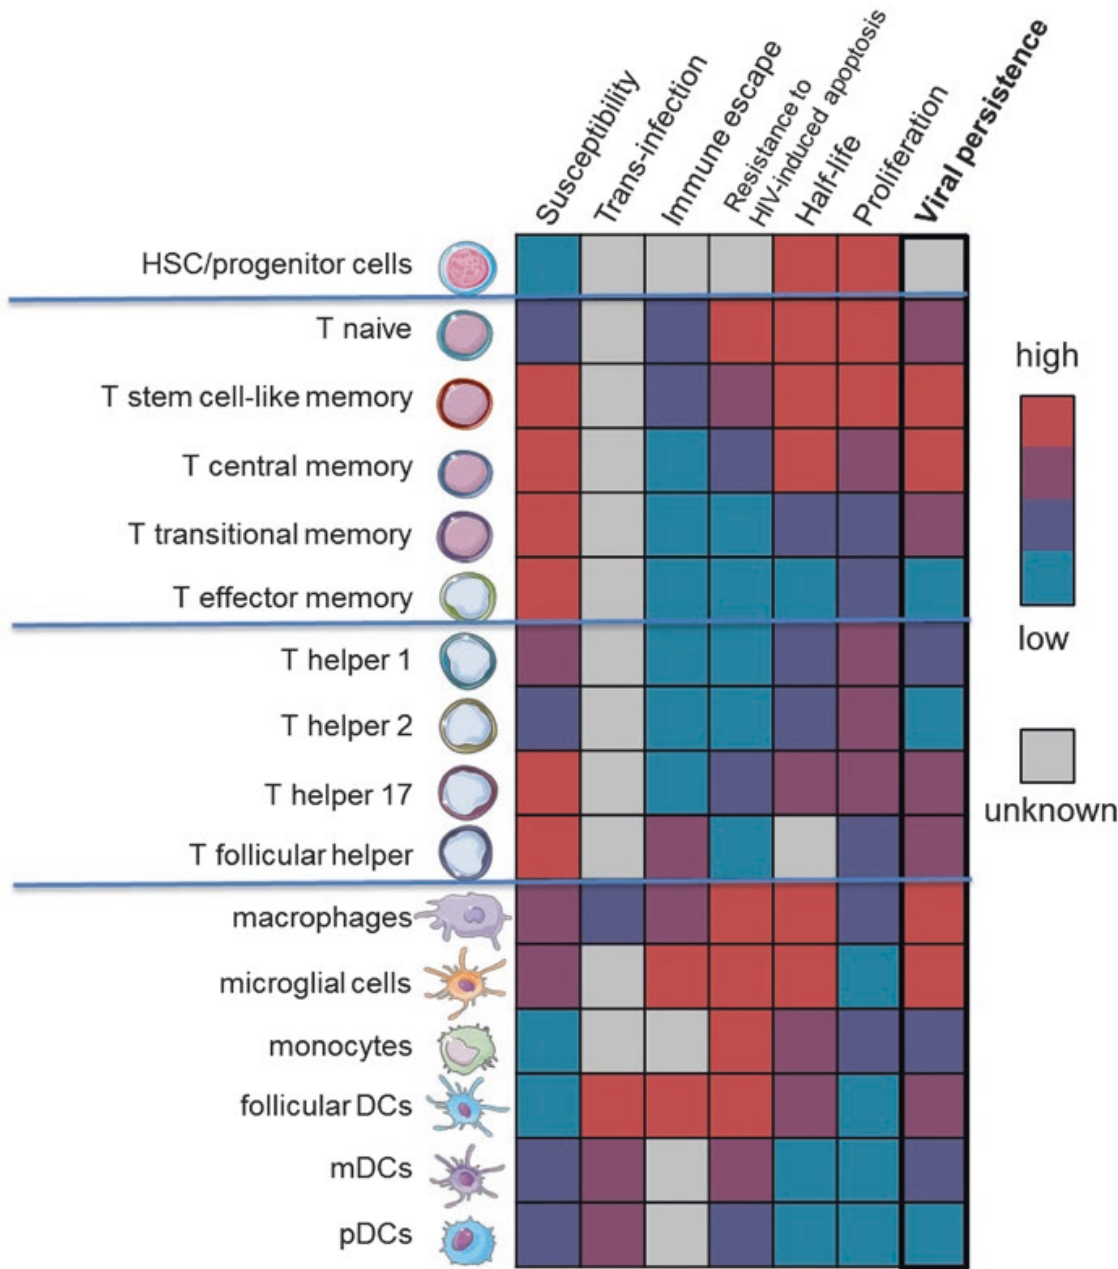 Susceptibility
Trans-infection
Immune escape
Resistance to
HIV-induced apoptosis
Half-life
Proliferation
Viral persistence
HSC/progenitor cells
T naive
T stem cell-like memory
T central memory
T transitional memory
T effector memory
T helper 1
T helper 2
T helper 17
T follicular helper
macrophages
microglial cells
monocytes
follicular DCs
mDCs
pDCs
high
low
unknown